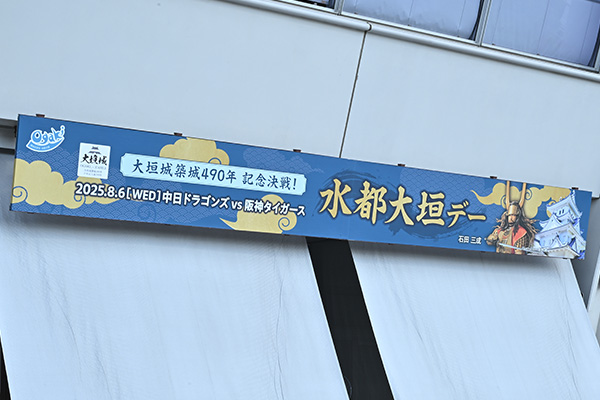 Ogaki
大垣城
大垣城築城490年 記念決戦!
2025.8.6[WED]中日ドラゴンズ vs 阪神タイガース
水都大垣デー
石田 三成